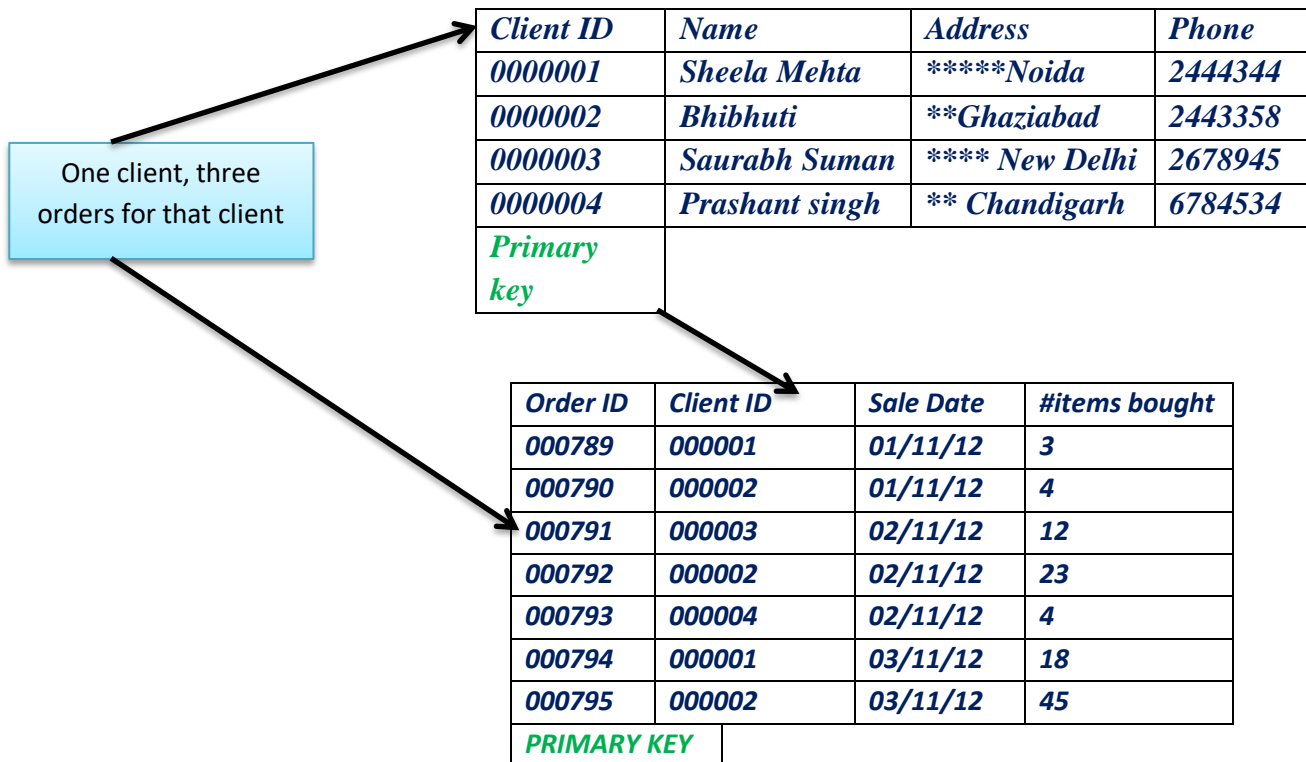 Client ID Name Address Phone
0000001 Sheela Mehta *****Noida 2444344
0000002 Bhibhuti **Ghaziabad 2443358
0000003 Saurabh Suman **** New Delhi 2678945
0000004 Prashant singh ** Chandigarh 6784534
Primary
key
One client, three
orders for that client
Order ID Client ID Sale Date #items bought
000789 000001 01/11/12 3
000790 000002 01/11/12 4
000791 000003 02/11/12 12
000792 000002 02/11/12 23
000793 000004 02/11/12 4
000794 000001 03/11/12 18
000795 000002 03/11/12 45
PRIMARY KEY